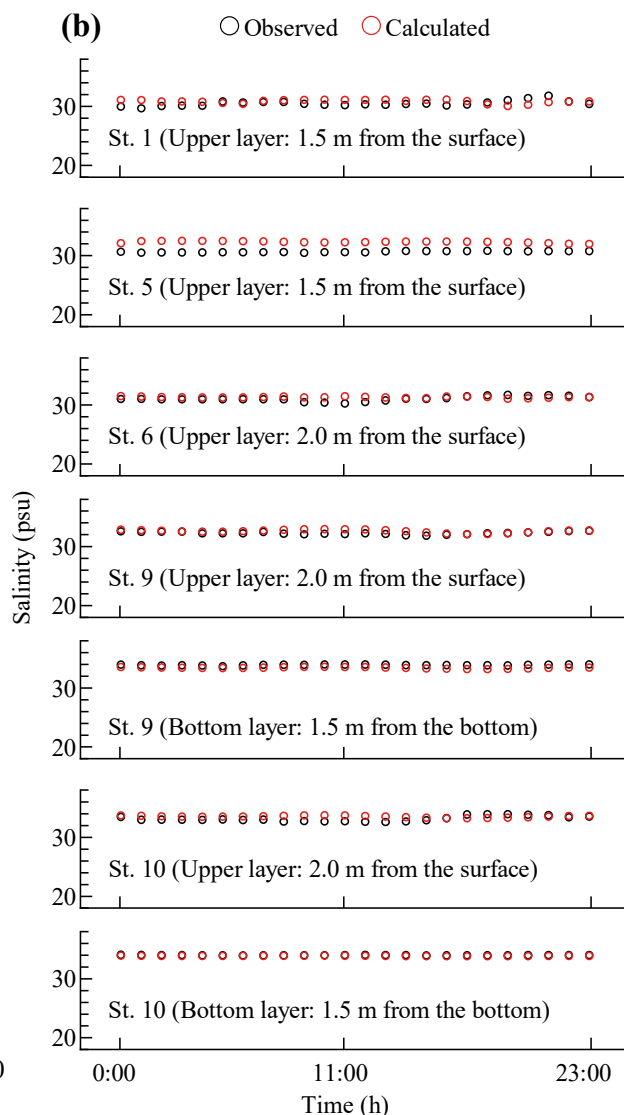 (b)
Observed Calculated
30
20
St. 1 (Upper layer: 1.5 m from the surface)
30
20
St. 5 (Upper layer: 1.5 m from the surface)
30
20
St. 6 (Upper layer: 2.0 m from the surface)
30
20
St. 9 (Upper layer: 2.0 m from the surface)
Salinity (psu)
30
20
St. 9 (Bottom layer: 1.5 m from the bottom)
30
20
St. 10 (Upper layer: 2.0 m from the surface)
30
20
St. 10 (Bottom layer: 1.5 m from the bottom)
0
0:00 11:00 23:00
Time (h)